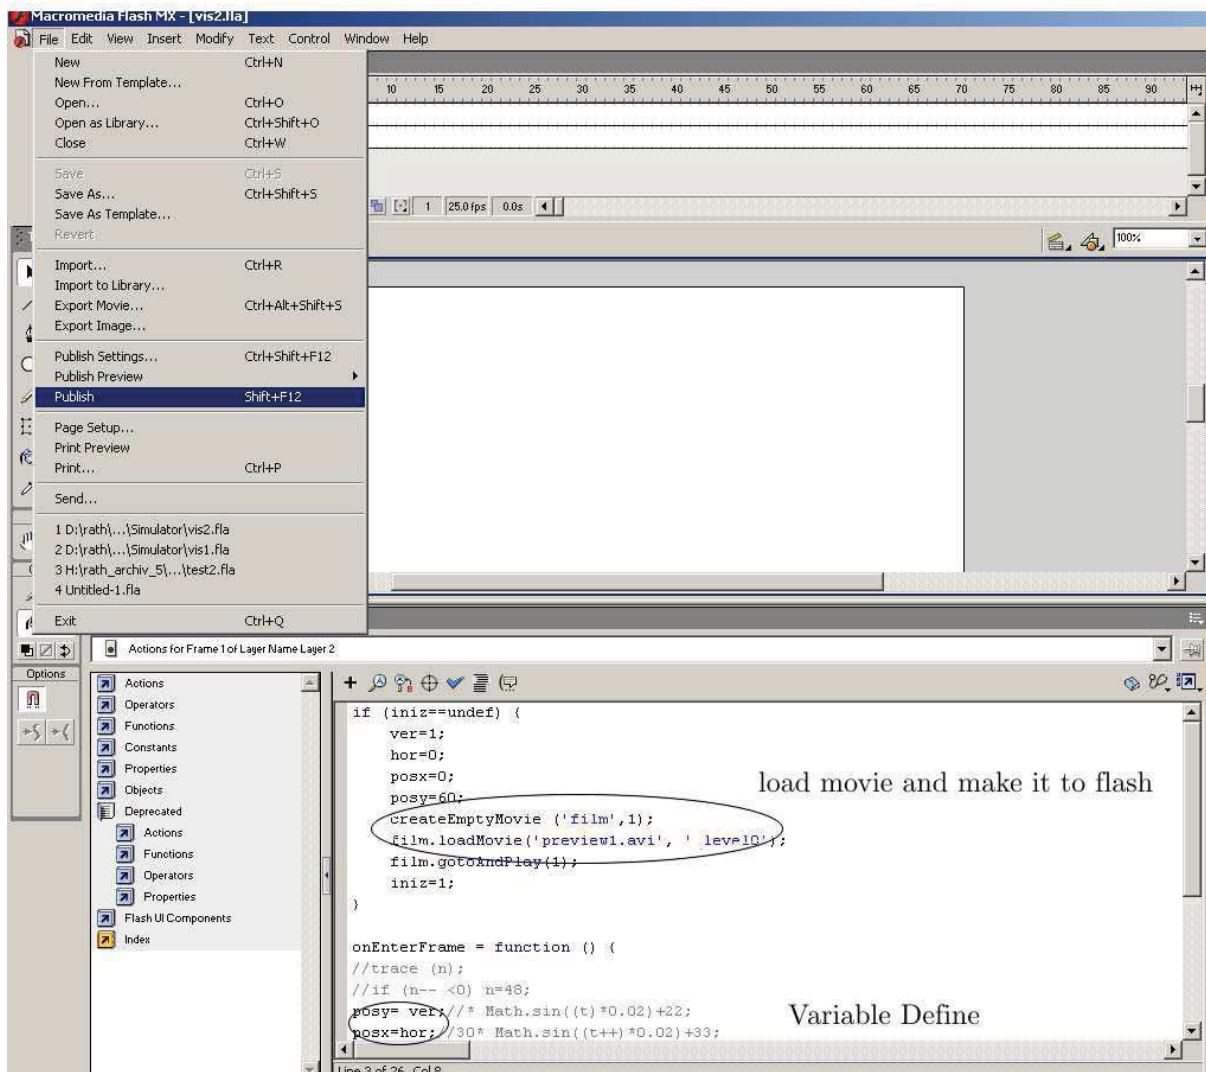 Macromedia Flash MX - [vis2.fla]
File Edit View Insert Modify Text Control Window Help
New Ctrl+N
New From Template...
Open... Ctrl+O
Open as Library... Ctrl+Shift+O
Close Ctrl+W
Save Ctrl+S
Save As... Ctrl+Shift+S
Save As Template...
Revert
Import... Ctrl+R
Import to Library...
Export Movie... Ctrl+Alt+Shift+S
Export Image...
Publish Settings... Ctrl+Shift+F12
Publish Preview
Publish Shift+F12
Page Setup...
Print Preview
Print... Ctrl+P
Send...
1 D:\rath\...\Simulator\vis2.fla
2 D:\rath\...\Simulator\vis1.fla
3 H:\rath_archiv_5\...\test2.fla
4 Untitled-1.fla
Exit Ctrl+Q
10 15 20 25 30 35 40 45 50 55 60 65 70 75 80 85 90
1 25.0 fps 0.0s
100%
Actions for Frame 1 of Layer Name Layer 2
Options
Actions
Operators
Functions
Constants
Properties
Objects
Deprecated
Actions
Functions
Operators
Properties
Flash UI Components
Index
if (iniz==undef) {
ver=1;
hor=0;
posx=0;
posy=60;
createEmptyMovie ('film',1);
film.loadMovie('preview1.avi', '_level0');
film.gotoAndPlay(1);
iniz=1;
}
onEnterFrame = function () {
//trace (n);
//if (n-- <0) n=48;
posy= ver;//* Math.sin((t)*0.02)+22;
posx=hor;//30* Math.sin((t++)*0.02)+33;
load movie and make it to flash
Variable Define
Line 3 of 26, Col 8